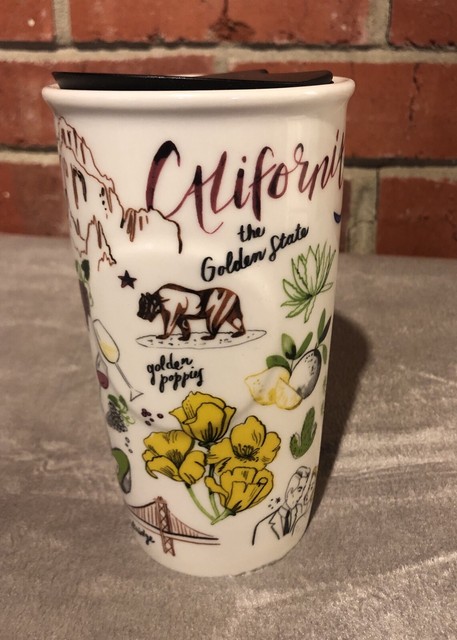 Californi
the
Golden State
golden
poppies